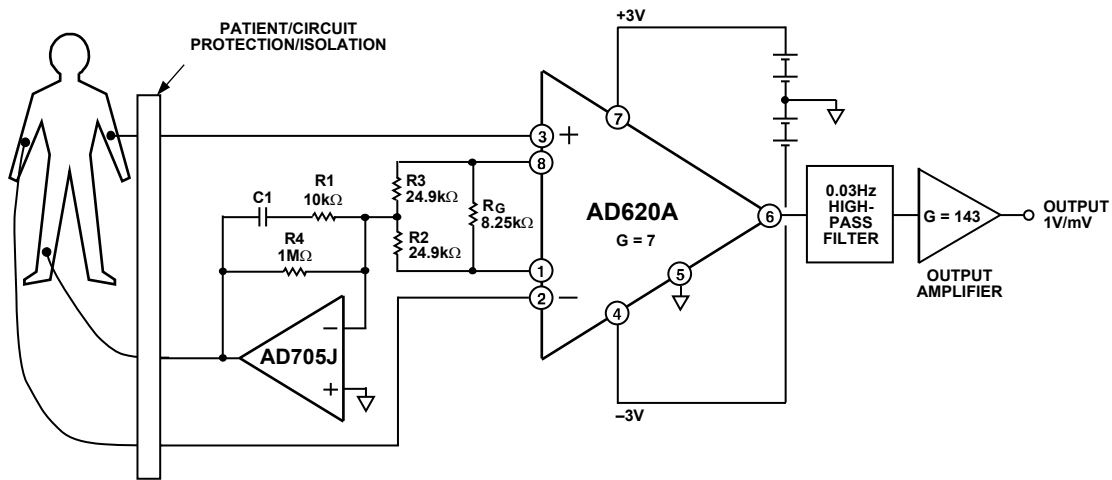 PATIENT/CIRCUIT
PROTECTION/ISOLATION
+3V
7
3
+
8
R3
24.9kΩ
R1
10kΩ
C1
RG
8.25kΩ
AD620A
G = 7
6
0.03Hz
HIGH-
PASS
FILTER
G = 143
OUTPUT
1V/mV
R4
1MΩ
R2
24.9kΩ
1
5
OUTPUT
AMPLIFIER
2
–
4
–
AD705J
+
–3V